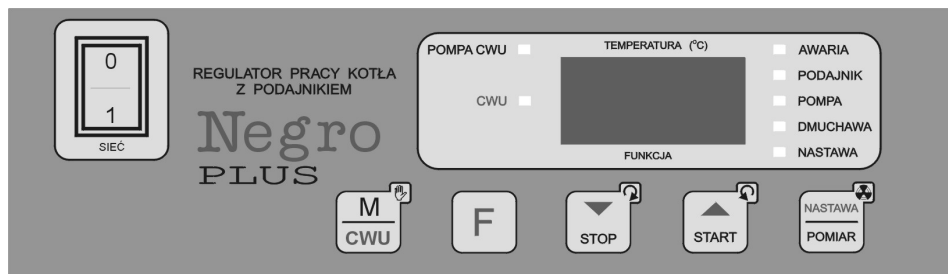 0
1
SIEĆ
REGULATOR PRACY KOTŁA
Z PODAJNIKIEM
Negro
PLUS
POMPA CWU
CWU
TEMPERATURA (°C)
FUNKCJA
AWARIA
PODAJNIK
POMPA
DMUCHAWA
NASTAWA
M
CWU
F
STOP
START
NASTAWA
POMIAR